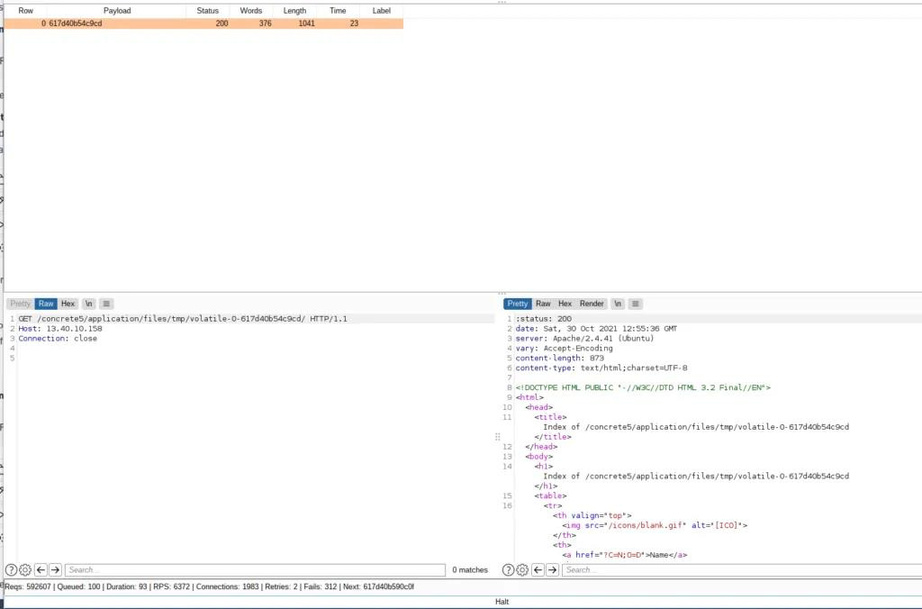 Row Payload Status Words Length Time Label
0 617d40b54c9cd 200 376 1041 23
Pretty Raw Hex \n
1 GET /concrete5/application/files/tmp/volatile-0-617d40b54c9cd/ HTTP/1.1
2 Host: 13.40.10.158
3 Connection: close
4
5
Search...
0 matches
Pretty Raw Hex Render \n
1 :status: 200
2 date: Sat, 30 Oct 2021 12:55:36 GMT
3 server: Apache/2.4.41 (Ubuntu)
4 vary: Accept-Encoding
5 content-length: 873
6 content-type: text/html;charset=UTF-8
7
8 <!DOCTYPE HTML PUBLIC "-//W3C//DTD HTML 3.2 Final//EN">
9 <html>
10 <head>
11 <title>
Index of /concrete5/application/files/tmp/volatile-0-617d40b54c9cd
</title>
12 </head>
13 <body>
14 <h1>
Index of /concrete5/application/files/tmp/volatile-0-617d40b54c9cd
</h1>
15 <table>
16 <tr>
<th valign="top">
<img src="/icons/blank.gif" alt="[ICO]">
</th>
<th>
<a href="?C=N;O=D">Name</a>
Search...
Reqs: 592607 | Queued: 100 | Duration: 93 | RPS: 6372 | Connections: 1983 | Retries: 2 | Fails: 312 | Next: 617d40b590c0f
Halt